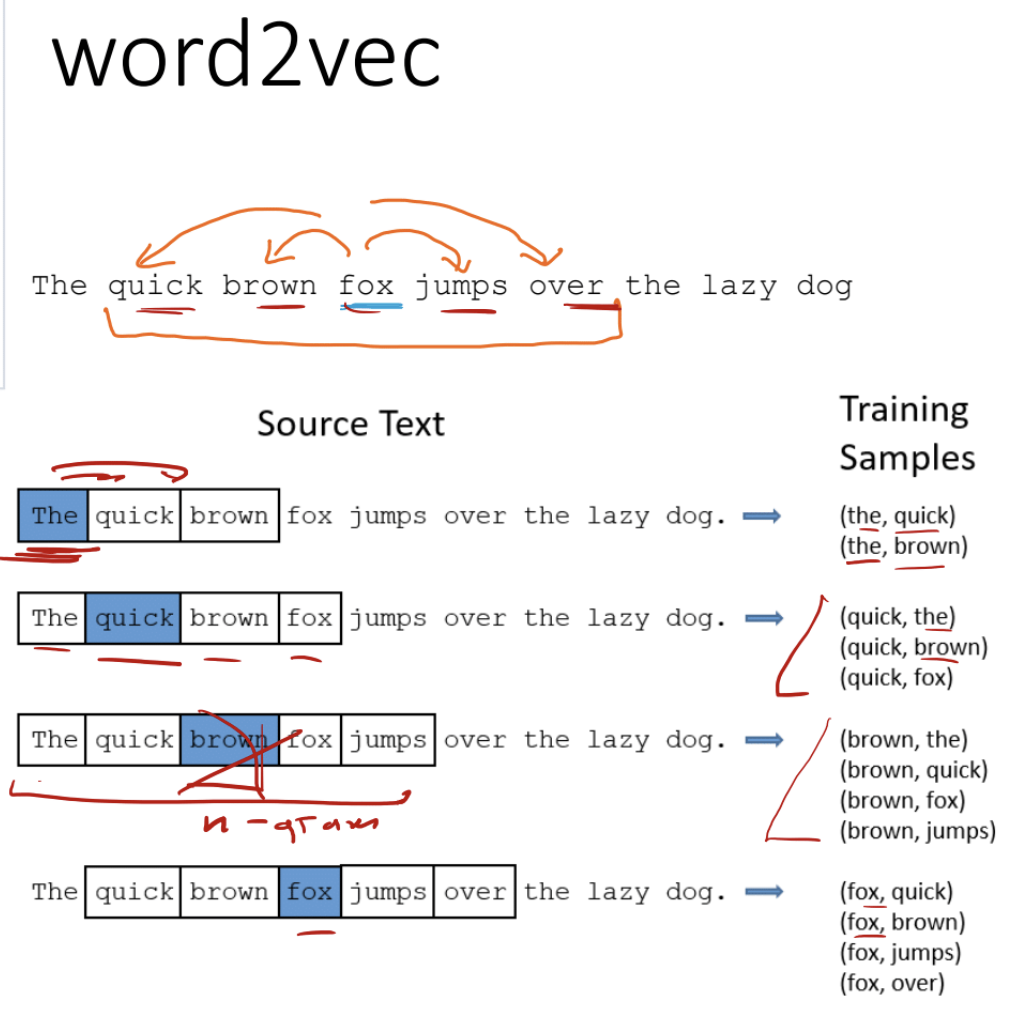 word2vec
The quick brown fox jumps over the lazy dog
Source Text
Training
Samples
The quick brown fox jumps over the lazy dog.
(the, quick)
(the, brown)
The quick brown fox jumps over the lazy dog.
(quick, the)
(quick, brown)
(quick, fox)
The quick brown fox jumps over the lazy dog.
(brown, the)
(brown, quick)
(brown, fox)
(brown, jumps)
n-gram
The quick brown fox jumps over the lazy dog.
(fox, quick)
(fox, brown)
(fox, jumps)
(fox, over)